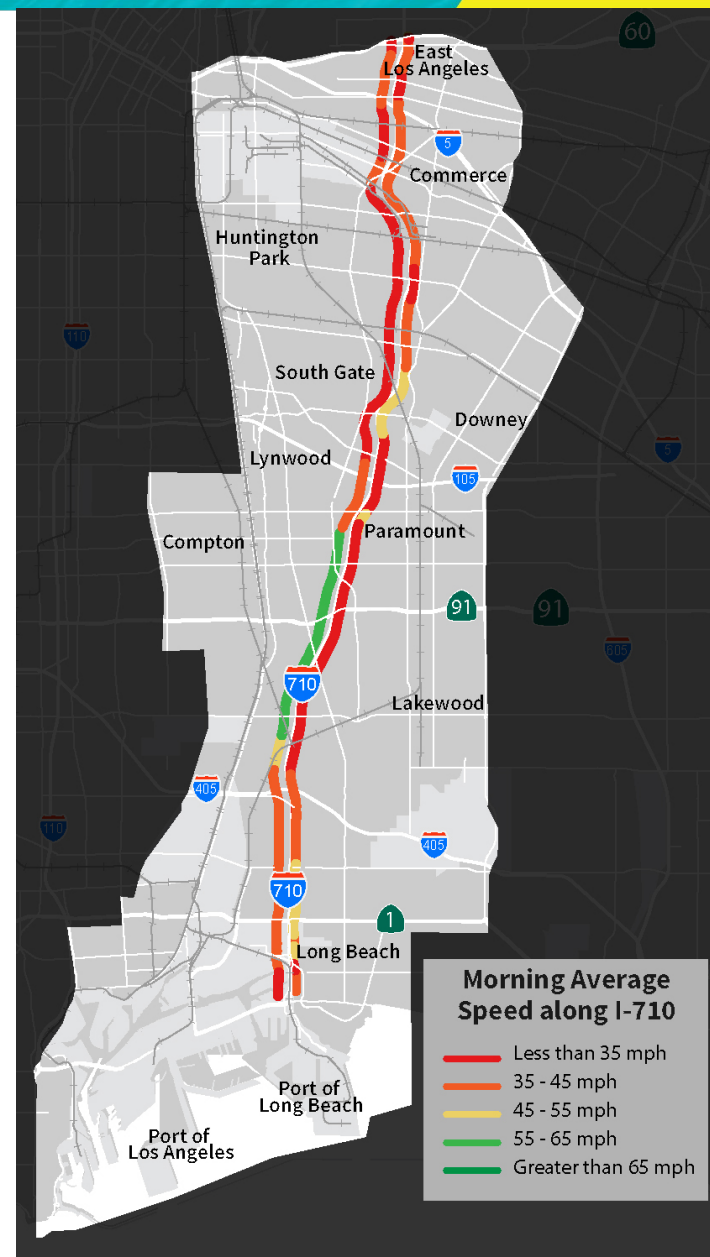 60
East
Los Angeles
5
Commerce
Huntington
Park
110
South Gate
Downey
5
Lynwood
105
Compton
Paramount
91
91
605
710
Lakewood
405
110
405
710
1
Long Beach
Morning Average
Speed along I-710
Less than 35 mph
35 - 45 mph
45 - 55 mph
55 - 65 mph
Greater than 65 mph
Port of
Long Beach
Port of
Los Angeles